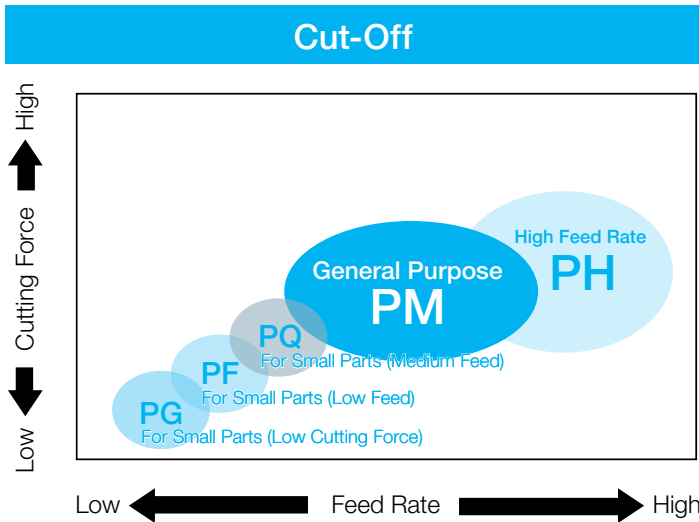 Cut-Off
High
Cutting Force
Low
High Feed Rate
PH
General Purpose
PM
PQ
For Small Parts (Medium Feed)
PF
For Small Parts (Low Feed)
PG
For Small Parts (Low Cutting Force)
Low
Feed Rate
High